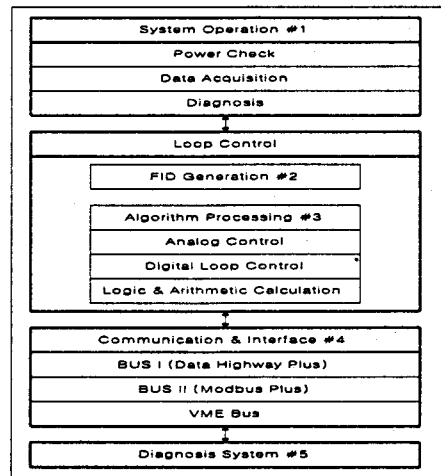 System Operation #1
Power Check
Data Acquisition
Diagnosis
Loop Control
FID Generation #2
Algorithm Processing #3
Analog Control
Digital Loop Control
Logic & Arithmetic Calculation
Communication & Interface #4
BUS I (Data Highway Plus)
BUS II (Modbus Plus)
VME Bus
Diagnosis System #5